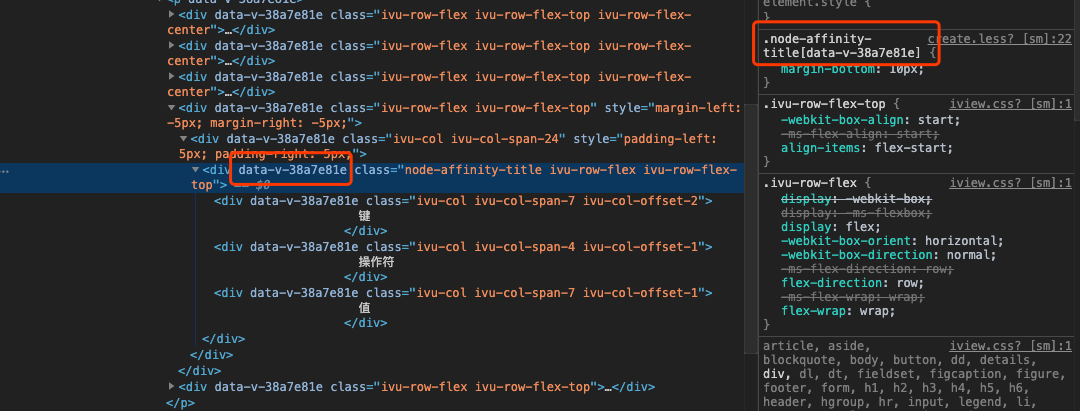 <p data-v-38a7e81e>
<div data-v-38a7e81e class="ivu-row-flex ivu-row-flex-top ivu-row-flex-
center">…</div>
<div data-v-38a7e81e class="ivu-row-flex ivu-row-flex-top ivu-row-flex-
center">…</div>
<div data-v-38a7e81e class="ivu-row-flex ivu-row-flex-top ivu-row-flex-
center">…</div>
<div data-v-38a7e81e class="ivu-row-flex ivu-row-flex-top" style="margin-left:
-5px; margin-right: -5px;">
<div data-v-38a7e81e class="ivu-col ivu-col-span-24" style="padding-left:
5px; padding-right: 5px;">
… <div data-v-38a7e81e class="node-affinity-title ivu-row-flex ivu-row-flex-
top"> == $0
<div data-v-38a7e81e class="ivu-col ivu-col-span-7 ivu-col-offset-2">
键
</div>
<div data-v-38a7e81e class="ivu-col ivu-col-span-4 ivu-col-offset-1">
操作符
</div>
<div data-v-38a7e81e class="ivu-col ivu-col-span-7 ivu-col-offset-1">
值
</div>
</div>
</div>
</div>
<div data-v-38a7e81e class="ivu-row-flex ivu-row-flex-top">…</div>
</p>
element.style {
}
.node-affinity- create.less? [sm]:22
title[data-v-38a7e81e] {
margin-bottom: 10px;
}
.ivu-row-flex-top { iview.css? [sm]:1
-webkit-box-align: start;
-ms-flex-align: start;
align-items: flex-start;
}
.ivu-row-flex { iview.css? [sm]:1
display: -webkit-box;
display: -ms-flexbox;
display: flex;
-webkit-box-orient: horizontal;
-webkit-box-direction: normal;
-ms-flex-direction: row;
flex-direction: row;
-ms-flex-wrap: wrap;
flex-wrap: wrap;
}
article, aside, iview.css? [sm]:1
blockquote, body, button, dd, details,
div, dl, dt, fieldset, figcaption, figure,
footer, form, h1, h2, h3, h4, h5, h6,
header, hgroup, hr, input, legend, li,